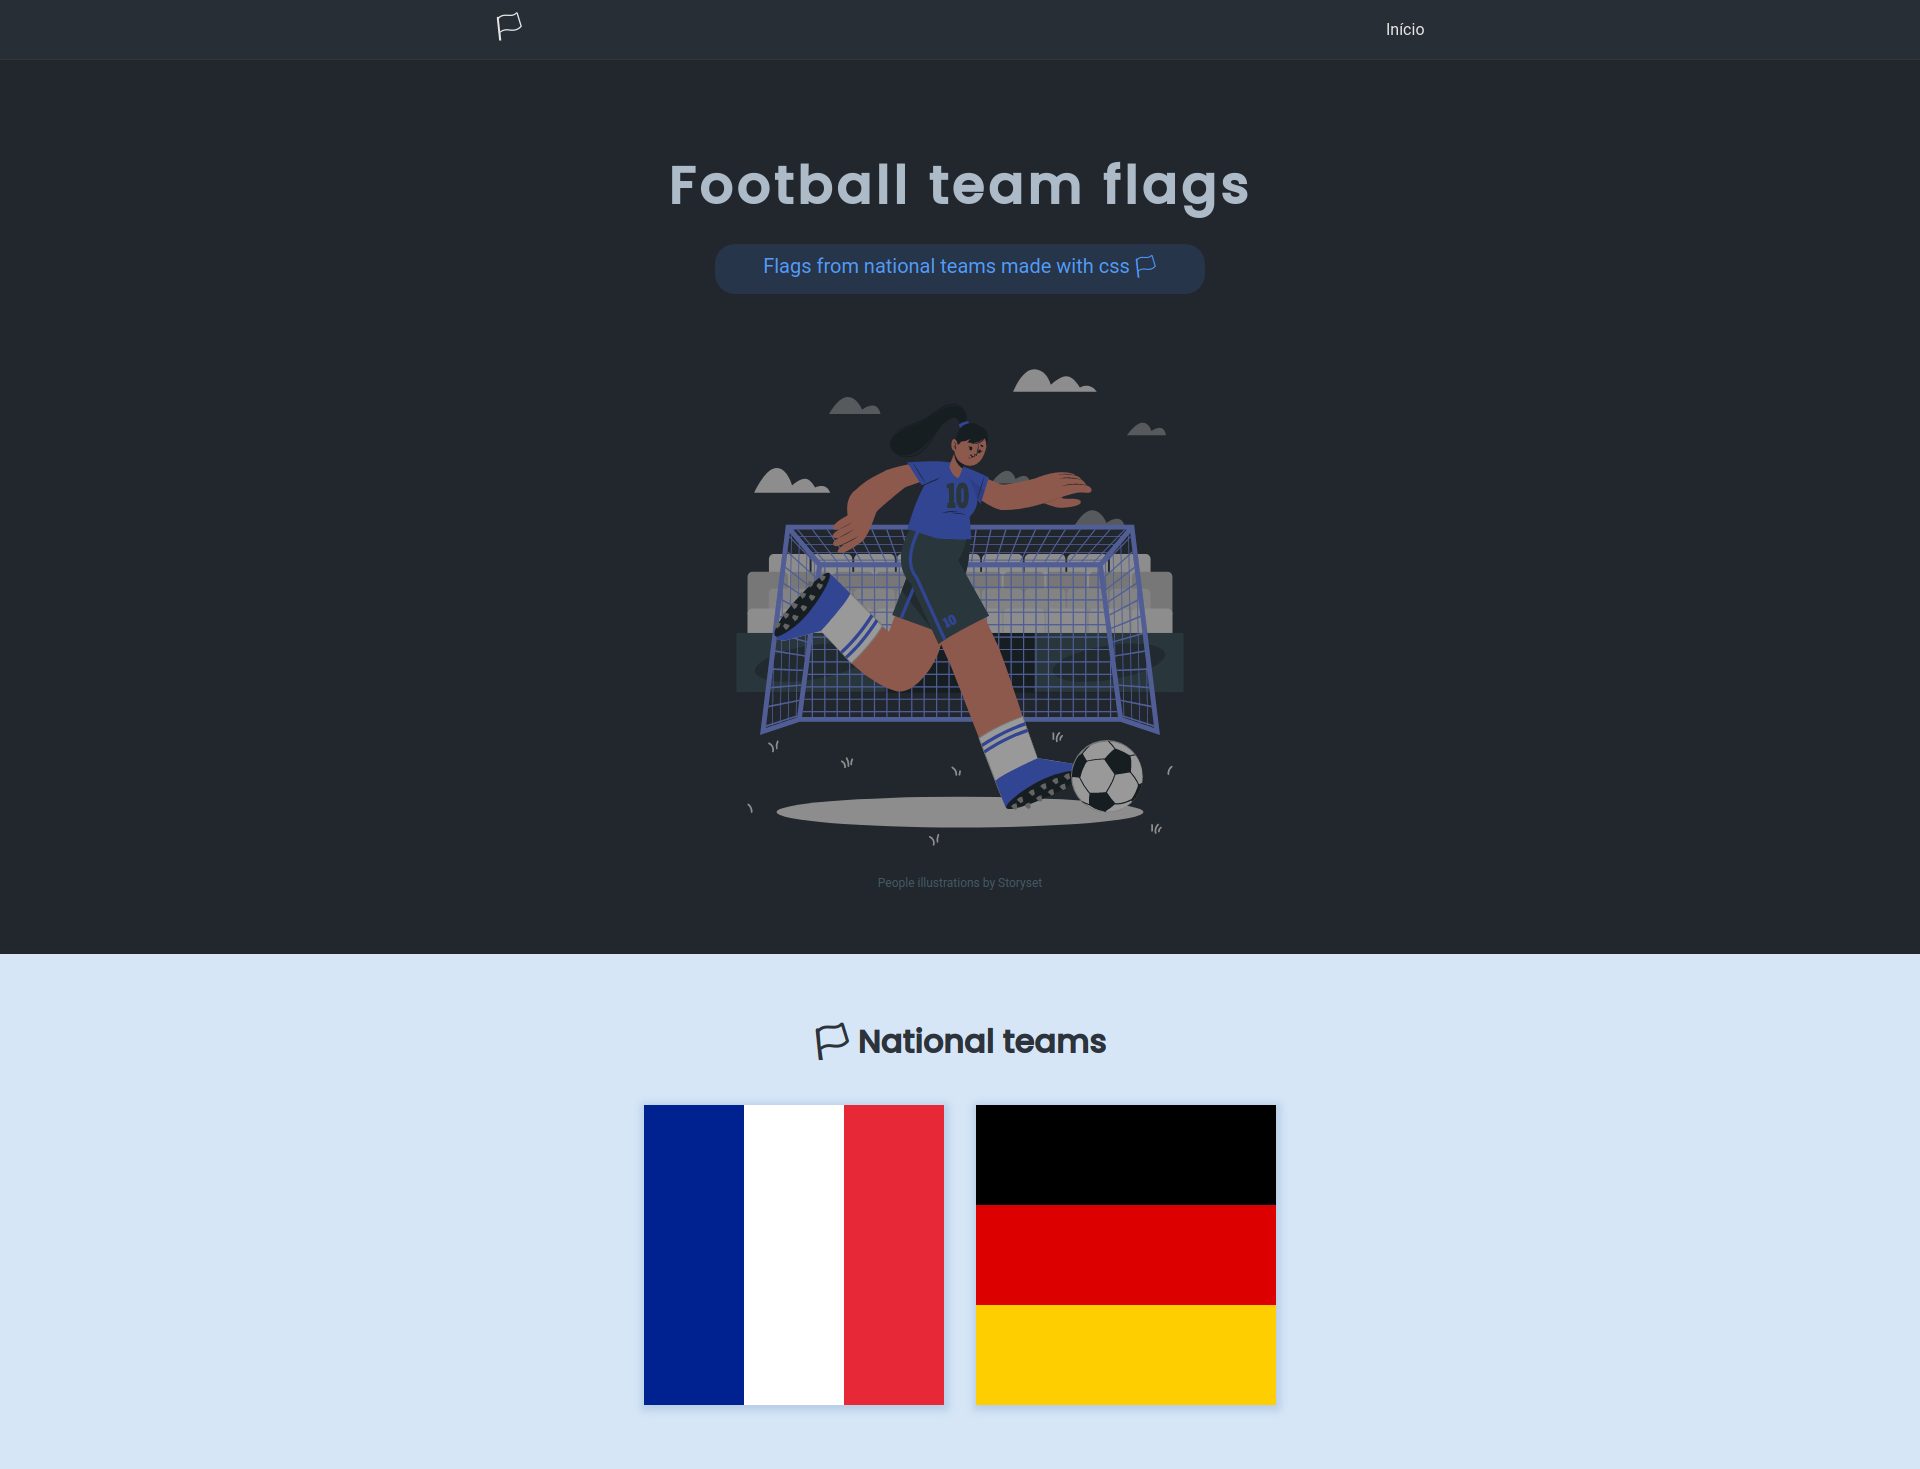 Início
Football team flags
Flags from national teams made with css
10
10
People illustrations by Storyset
National teams